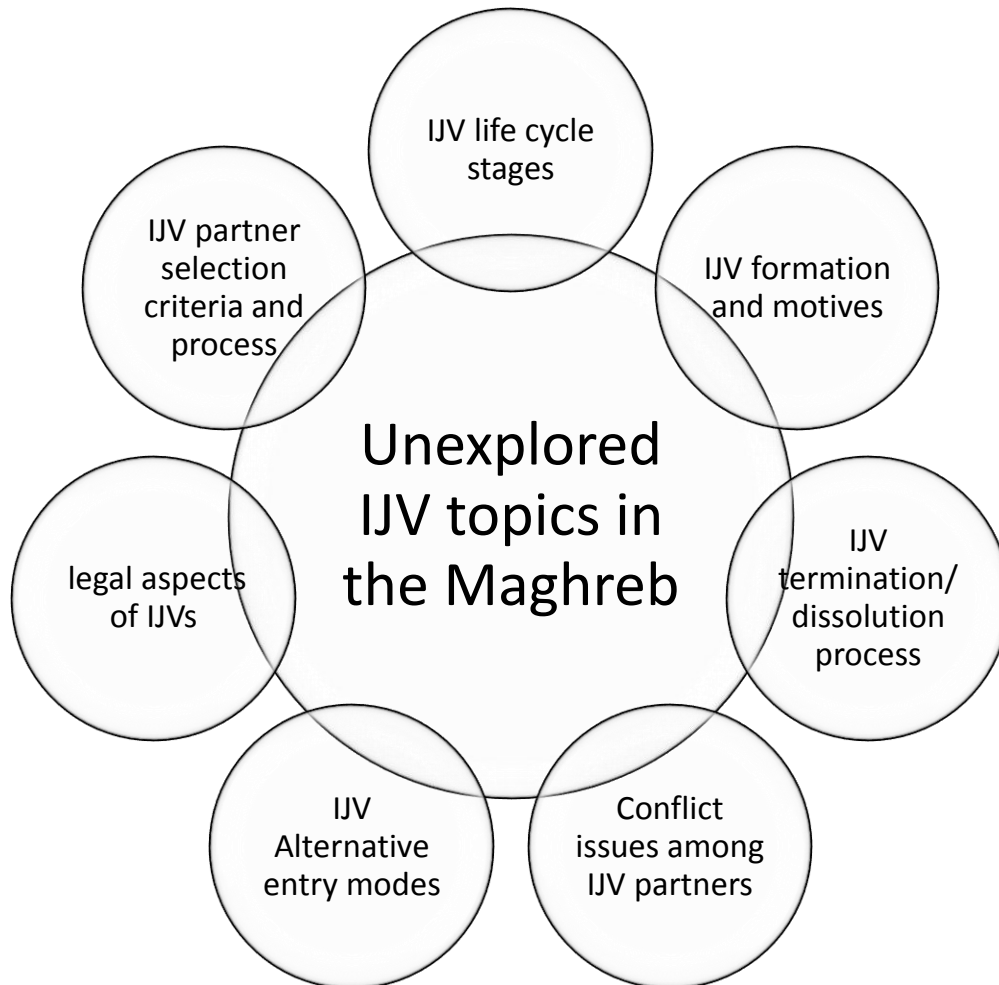 IJV life cycle
stages
IJV formation
and motives
IJV
termination/
dissolution
process
Conflict
issues among
IJV partners
IJV
Alternative
entry modes
legal aspects
of IJVs
IJV partner
selection
criteria and
process
Unexplored
IJV topics in
the Maghreb